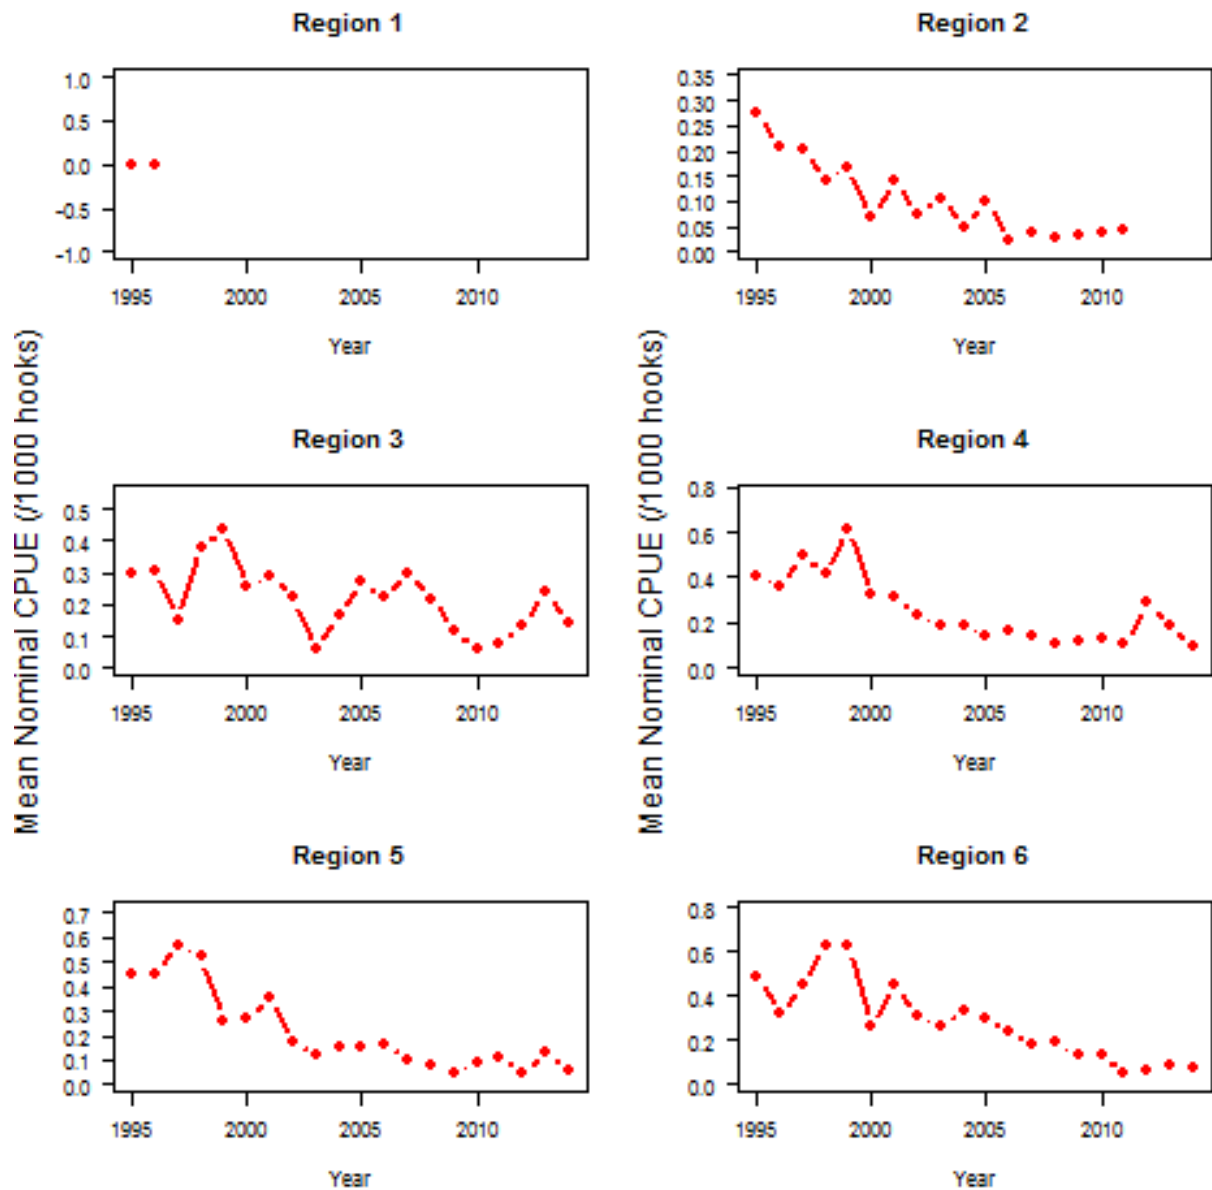 Region 1
1.0
0.5
0.0
-0.5
-1.0
1995 2000 2005 2010
Year
Region 2
0.35
0.30
0.25
0.20
0.15
0.10
0.05
0.00
1995 2000 2005 2010
Year
Mean Nominal CPUE (/1000 hooks)
Mean Nominal CPUE (/1000 hooks)
Region 3
0.5
0.4
0.3
0.2
0.1
0.0
1995 2000 2005 2010
Year
Region 4
0.8
0.6
0.4
0.2
0.0
1995 2000 2005 2010
Year
Region 5
0.7
0.6
0.5
0.4
0.3
0.2
0.1
0.0
1995 2000 2005 2010
Year
Region 6
0.8
0.6
0.4
0.2
0.0
1995 2000 2005 2010
Year